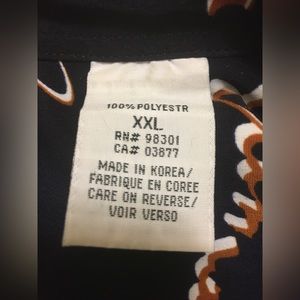 100% POLYESTR
XXL
RN# 98301
CA# 03877
MADE IN KOREA/
FABRIQUE EN COREE
CARE ON REVERSE/
VOIR VERSO